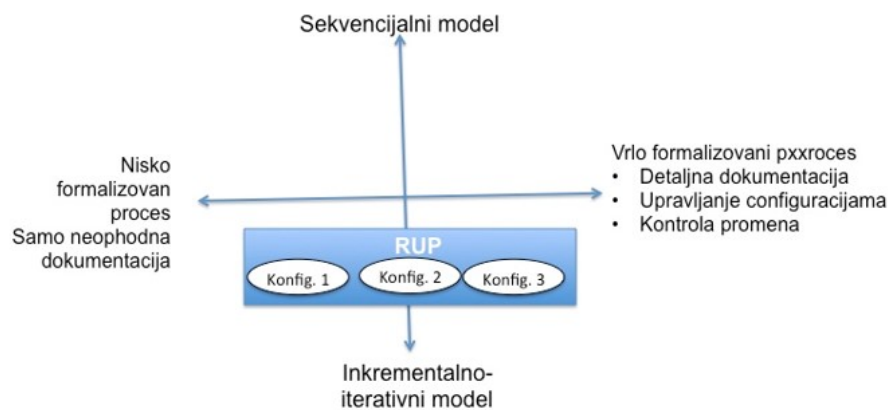 Sekvencijalni model
Nisko
formalizovan
proces
Samo neophodna
dokumentacija
Vrlo formalizovani pxxroces
• Detaljna dokumentacija
• Upravljanje configuracijama
• Kontrola promena
RUP
Konfig. 1
Konfig. 2
Konfig. 3
Inkrementalno-
iterativni model